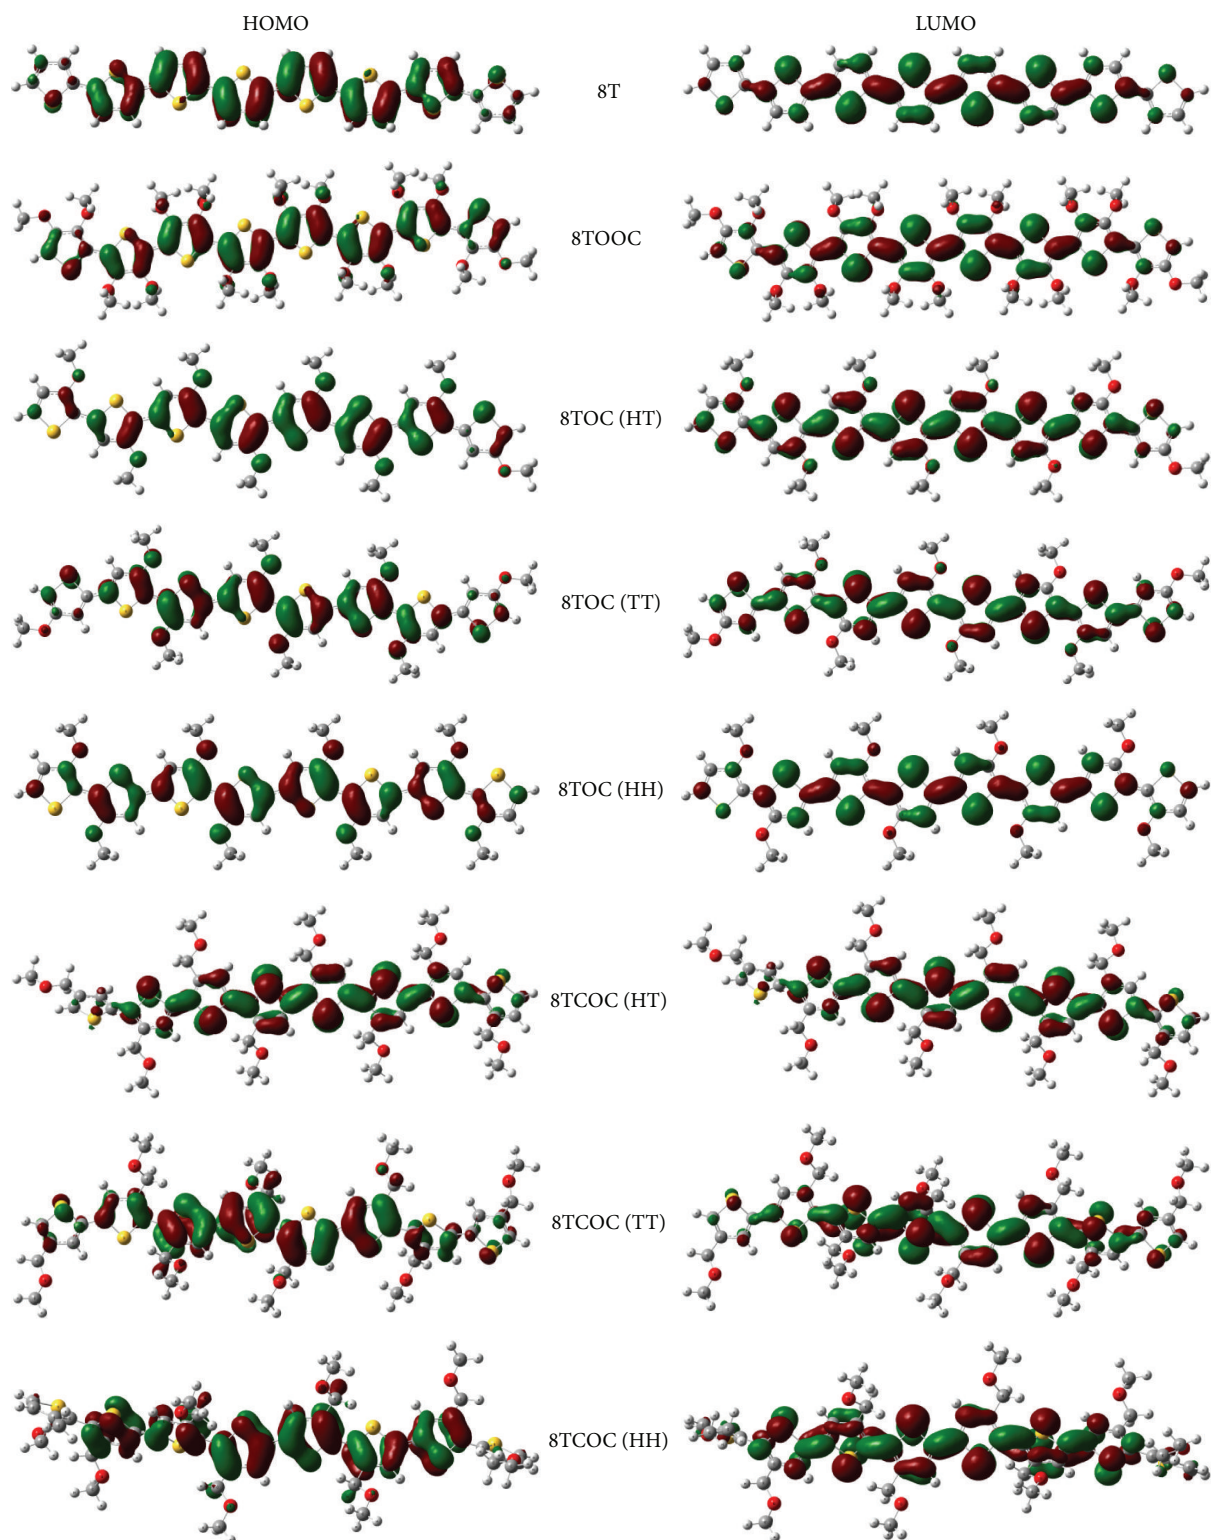 HOMO
LUMO
8T
8TOOC
8TOC (HT)
8TOC (TT)
8TOC (HH)
8TCOC (HT)
8TCOC (TT)
8TCOC (HH)